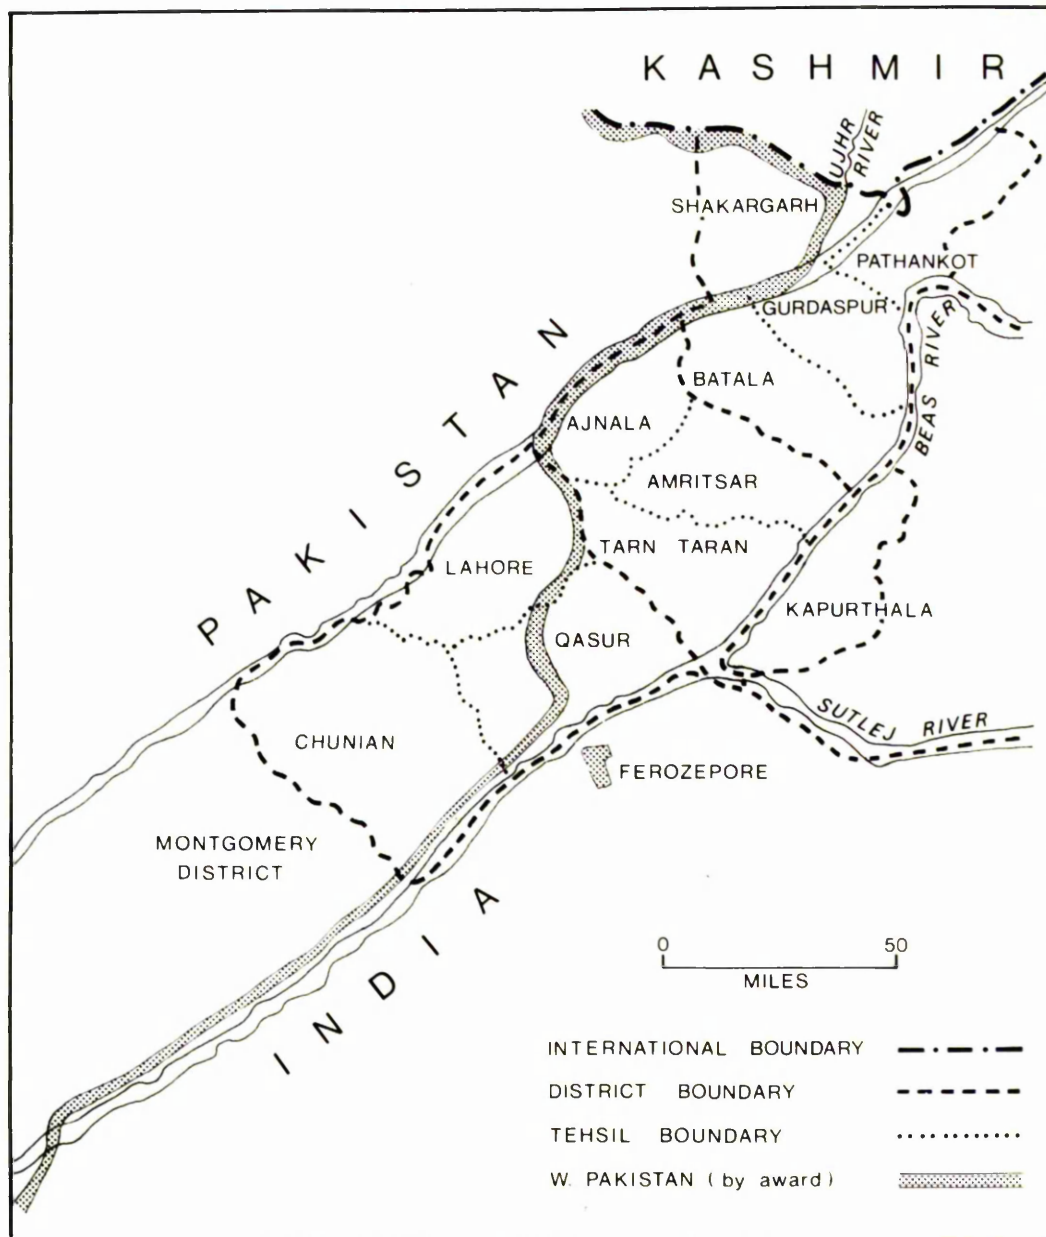 KASHMIR
UJHR
RIVER
SHAKARGARH
PATHANKOT
GURDASPUR
BEAS RIVER
BATALA
PAKISTAN
AJNALA
AMRITSAR
TARN TARAN
LAHORE
KAPURTHALA
QASUR
SUTLEJ RIVER
CHUNIAN
FEROZEPORE
MONTGOMERY
DISTRICT
INDIA
0 50
MILES
INTERNATIONAL BOUNDARY
DISTRICT BOUNDARY
TEHSIL BOUNDARY
W. PAKISTAN (by award)